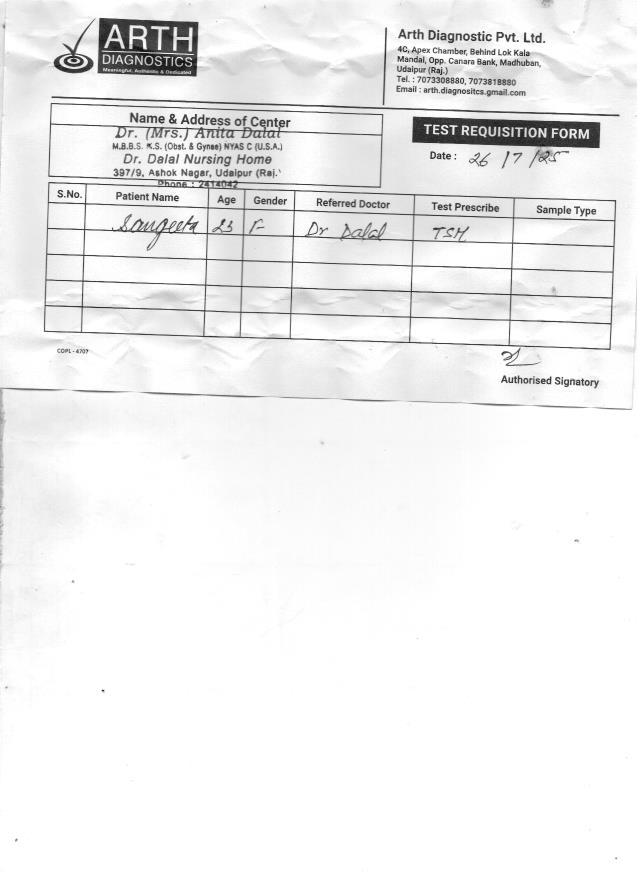 ARTH
DIAGNOSTICS
Meaningful, Authentic & Dedicated
Arth Diagnostic Pvt. Ltd.
4C, Apex Chamber, Behind Lok Kala
Mandal, Opp. Canara Bank, Madhuban,
Udaipur (Raj.)
Tel. : 7073308880, 7073818880
Email : arth.diagnositcs.gmail.com
Name & Address of Center
Dr. (Mrs.) Anita Dalal
M.B.B.S. M.S. (Obst. & Gynae) NYAS C (U.S.A.)
Dr. Dalal Nursing Home
397/9, Ashok Nagar, Udaipur (Raj.)
Phone : 2414042
TEST REQUISITION FORM
Date : 26/7/25
S.No. Patient Name Age Gender Referred Doctor Test Prescribe Sample Type
Sangeeta 23 F Dr Dalal TSH
COPL - 4707
Authorised Signatory